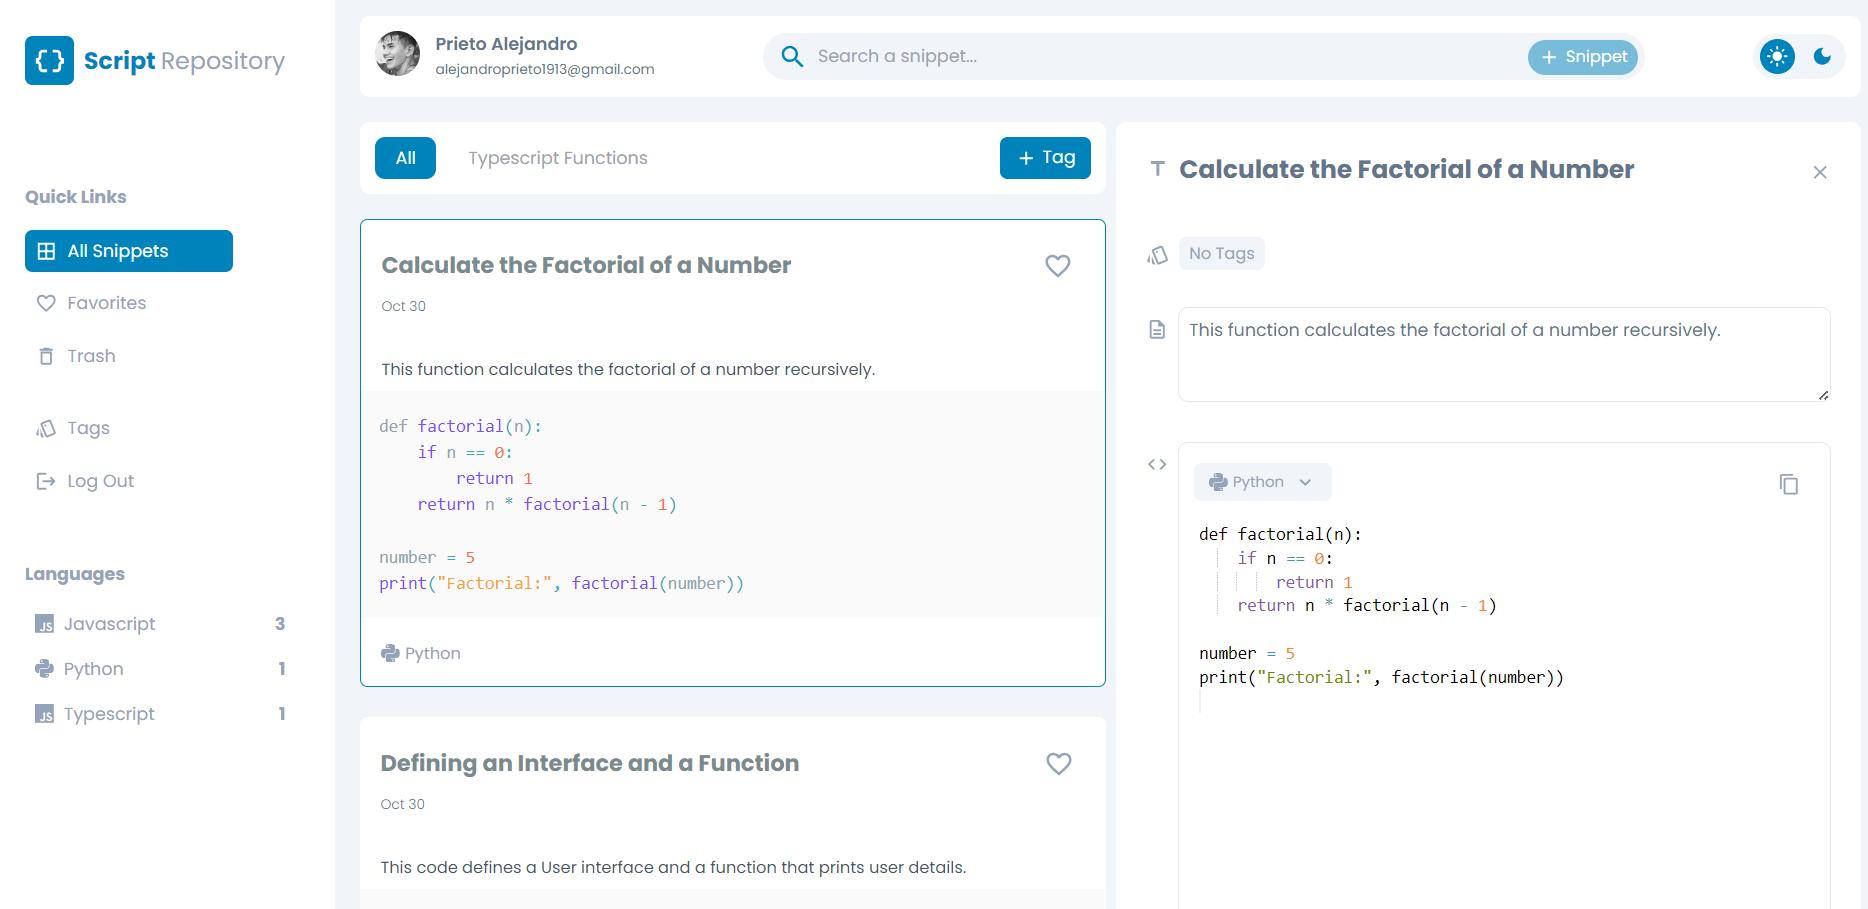 Script Repository
Quick Links
All Snippets
Favorites
Trash
Tags
Log Out
Languages
JS Javascript 3
Python 1
JS Typescript 1
Prieto Alejandro
alejandroprieto1913@gmail.com
Search a snippet...
+ Snippet
All
Typescript Functions
+ Tag
Calculate the Factorial of a Number
Oct 30
This function calculates the factorial of a number recursively.
def factorial(n):
    if n == 0:
        return 1
    return n * factorial(n - 1)
number = 5
print("Factorial:", factorial(number))
Python
Defining an Interface and a Function
Oct 30
This code defines a User interface and a function that prints user details.
T Calculate the Factorial of a Number
No Tags
This function calculates the factorial of a number recursively.
Python
def factorial(n):
    if n == 0:
        return 1
    return n * factorial(n - 1)
number = 5
print("Factorial:", factorial(number))